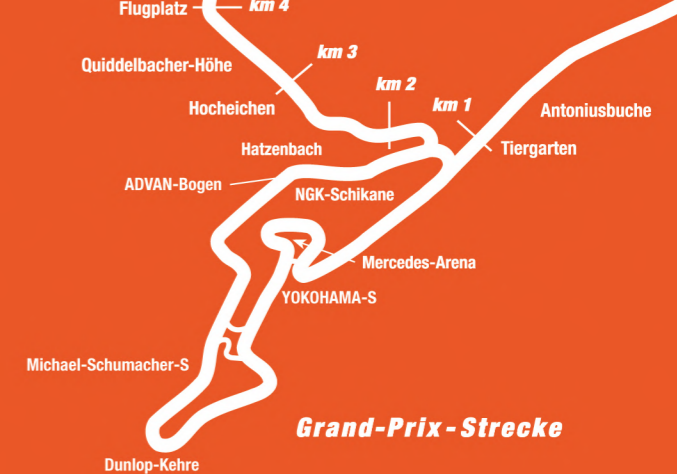 Flugplatz
km 4
Quiddelbacher-Höhe
km 3
Hocheichen
km 2
km 1
Antoniusbuche
Hatzenbach
Tiergarten
ADVAN-Bogen
NGK-Schikane
Mercedes-Arena
YOKOHAMA-S
Michael-Schumacher-S
Grand-Prix-Strecke
Dunlop-Kehre